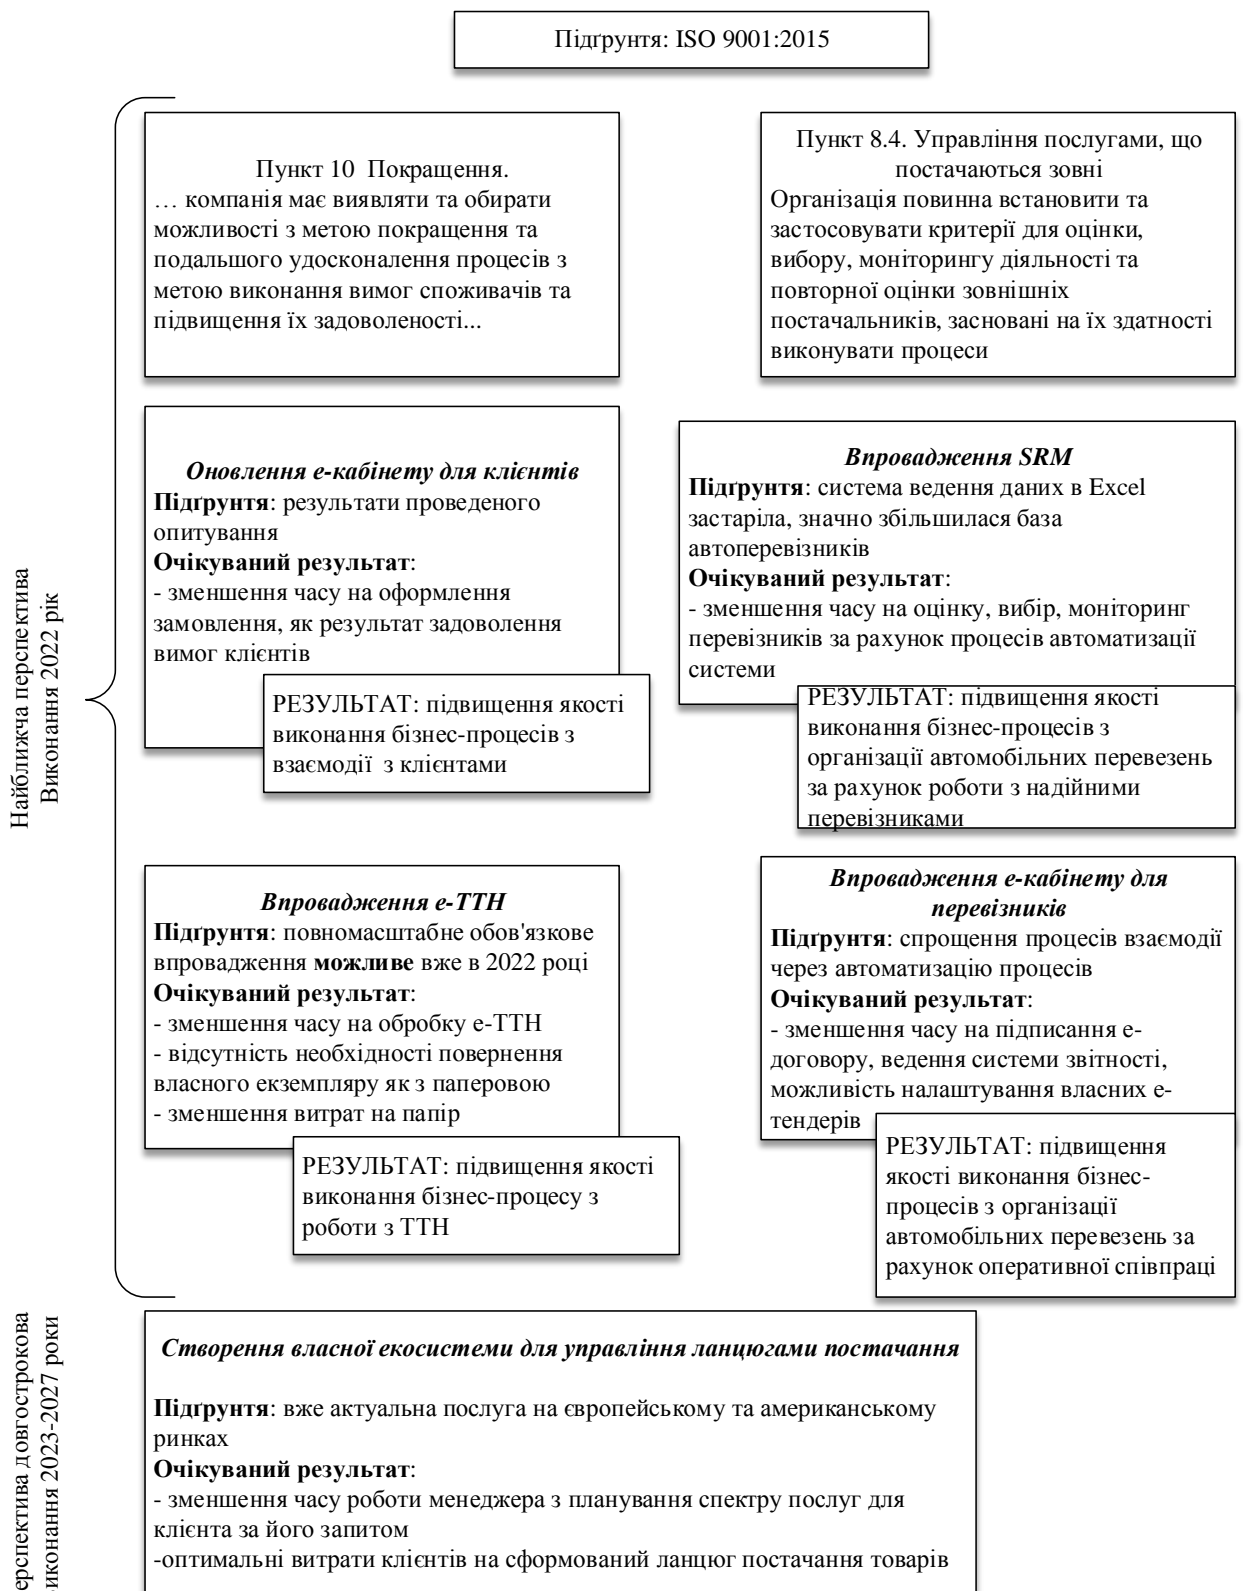 Підґрунтя: ISO 9001:2015
Пункт 10  Покращення.
… компанія має виявляти та обирати
можливості з метою покращення та
подальшого удосконалення процесів з
метою виконання вимог споживачів та
підвищення їх задоволеності...
Пункт 8.4. Управління послугами, що
постачаються зовні
Організація повинна встановити та
застосовувати критерії для оцінки,
вибору, моніторингу діяльності та
повторної оцінки зовнішніх
постачальників, засновані на їх здатності
виконувати процеси
Найближча перспектива
Виконання 2022 рік
Оновлення е-кабінету для клієнтів
Підґрунтя: результати проведеного
опитування
Очікуваний результат:
- зменшення часу на оформлення
замовлення, як результат задоволення
вимог клієнтів
РЕЗУЛЬТАТ: підвищення якості
виконання бізнес-процесів з
взаємодії  з клієнтами
Впровадження SRM
Підґрунтя: система ведення даних в Excel
застаріла, значно збільшилася база
автоперевізників
Очікуваний результат:
- зменшення часу на оцінку, вибір, моніторинг
перевізників за рахунок процесів автоматизації
системи
РЕЗУЛЬТАТ: підвищення якості
виконання бізнес-процесів з
організації автомобільних перевезень
за рахунок роботи з надійними
перевізниками
Впровадження е-ТТН
Підґрунтя: повномасштабне обов'язкове
впровадження можливе вже в 2022 році
Очікуваний результат:
- зменшення часу на обробку е-ТТН
- відсутність необхідності повернення
власного екземпляру як з паперовою
- зменшення витрат на папір
РЕЗУЛЬТАТ: підвищення якості
виконання бізнес-процесу з
роботи з ТТН
Впровадження е-кабінету для
перевізників
Підґрунтя: спрощення процесів взаємодії
через автоматизацію процесів
Очікуваний результат:
- зменшення часу на підписання е-
договору, ведення системи звітності,
можливість налаштування власних е-
тендерів
РЕЗУЛЬТАТ: підвищення
якості виконання бізнес-
процесів з організації
автомобільних перевезень за
рахунок оперативної співпраці
ерспектива довгострокова
иконання 2023-2027 роки
Створення власної екосистеми для управління ланцюгами постачання
Підґрунтя: вже актуальна послуга на європейському та американському
ринках
Очікуваний результат:
- зменшення часу роботи менеджера з планування спектру послуг для
клієнта за його запитом
-оптимальні витрати клієнтів на сформований ланцюг постачання товарів